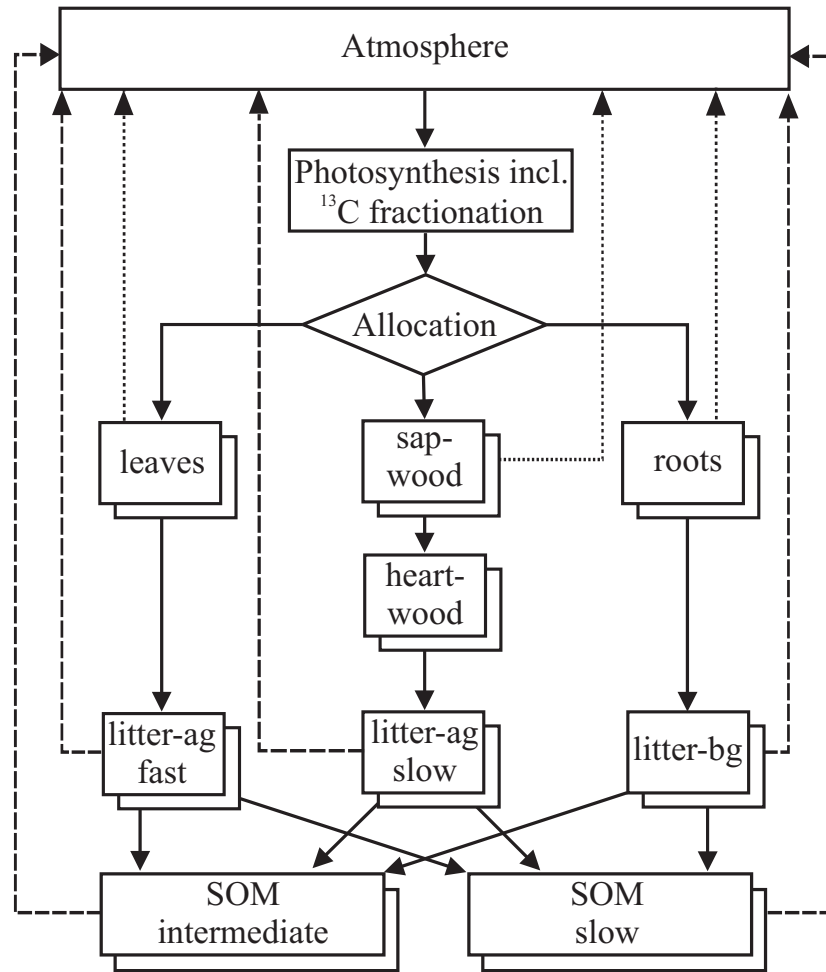 Atmosphere
Photosynthesis incl.
¹³C fractionation
Allocation
leaves
sap-
wood
roots
heart-
wood
litter-ag
fast
litter-ag
slow
litter-bg
SOM
intermediate
SOM
slow